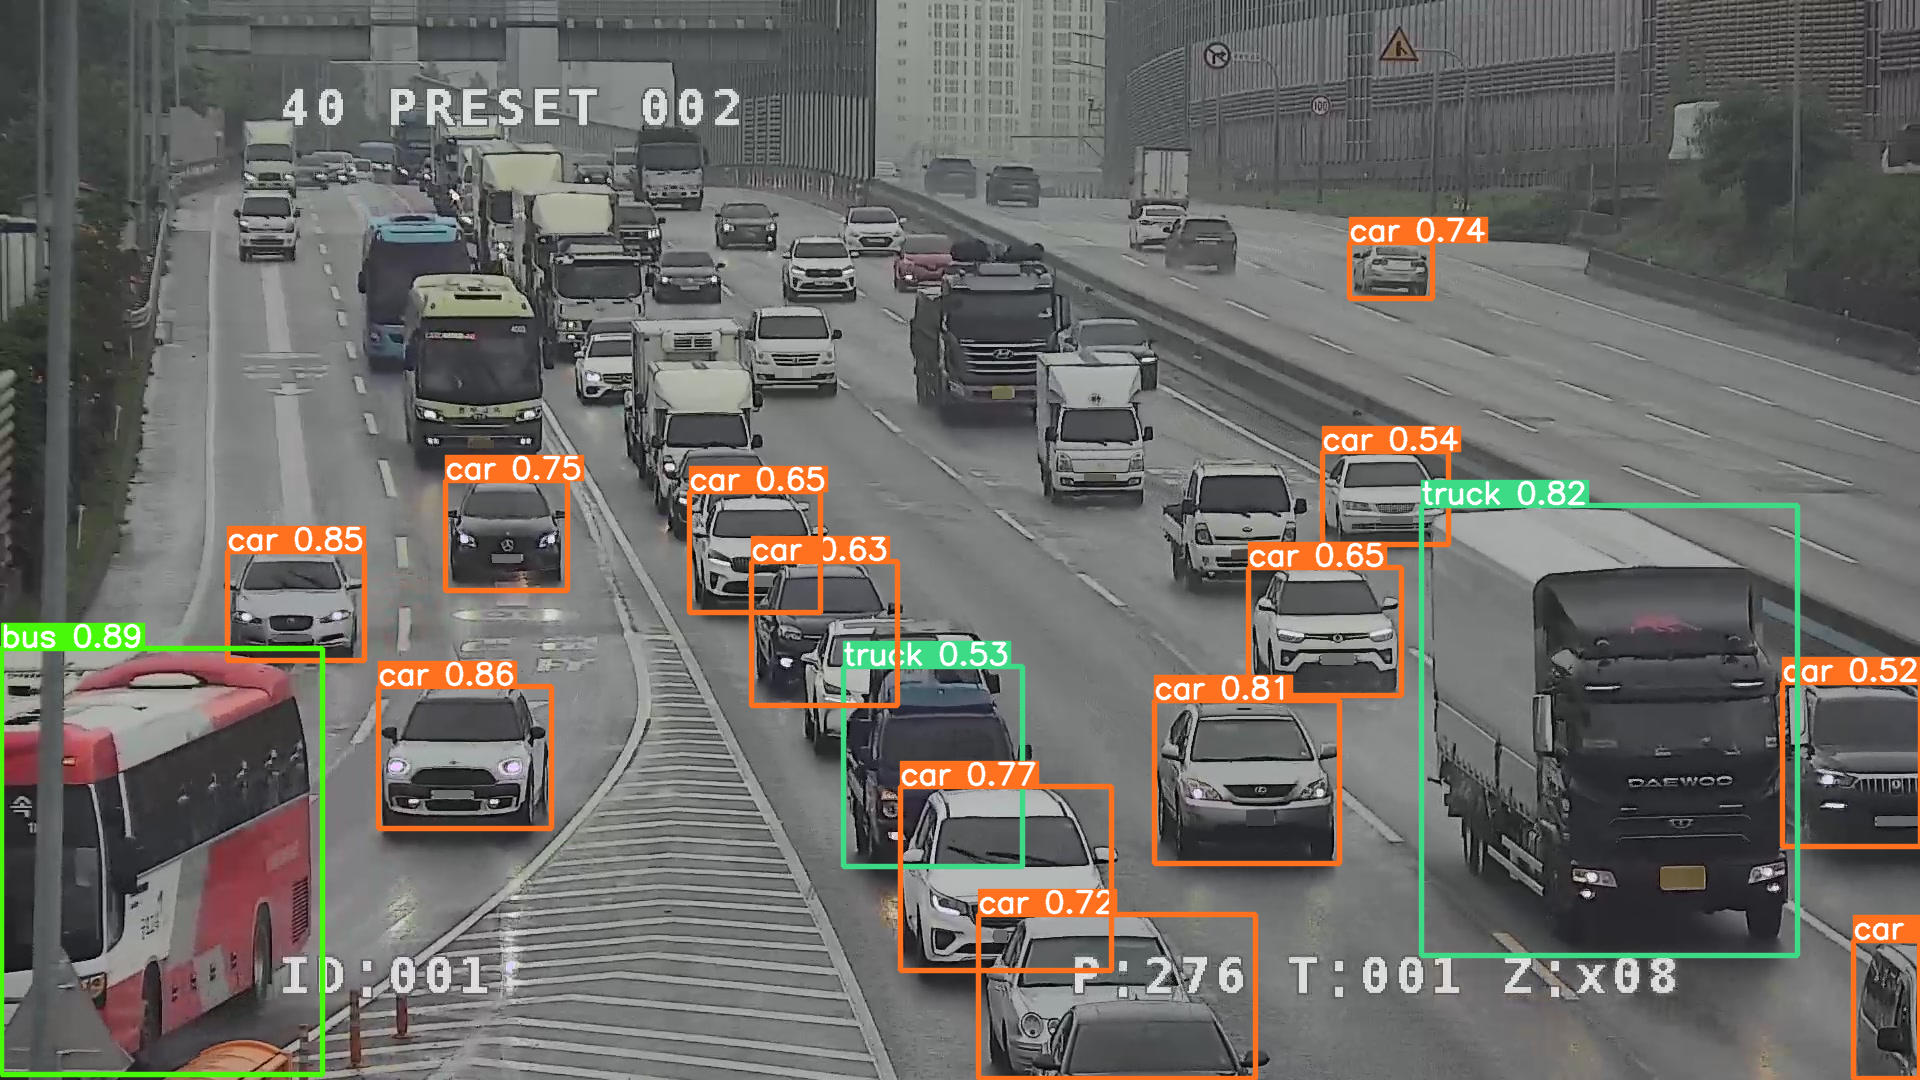 40 PRESET 002
100
car 0.74
car 0.54
car 0.75
car 0.65
truck 0.82
car 0.85
car 0.63
car 0.65
bus 0.89
truck 0.53
car 0.52
car 0.86
car 0.81
car 0.77
DAEWOO
car 0.72
car
ID:001
P:276 T:001 Z:x08